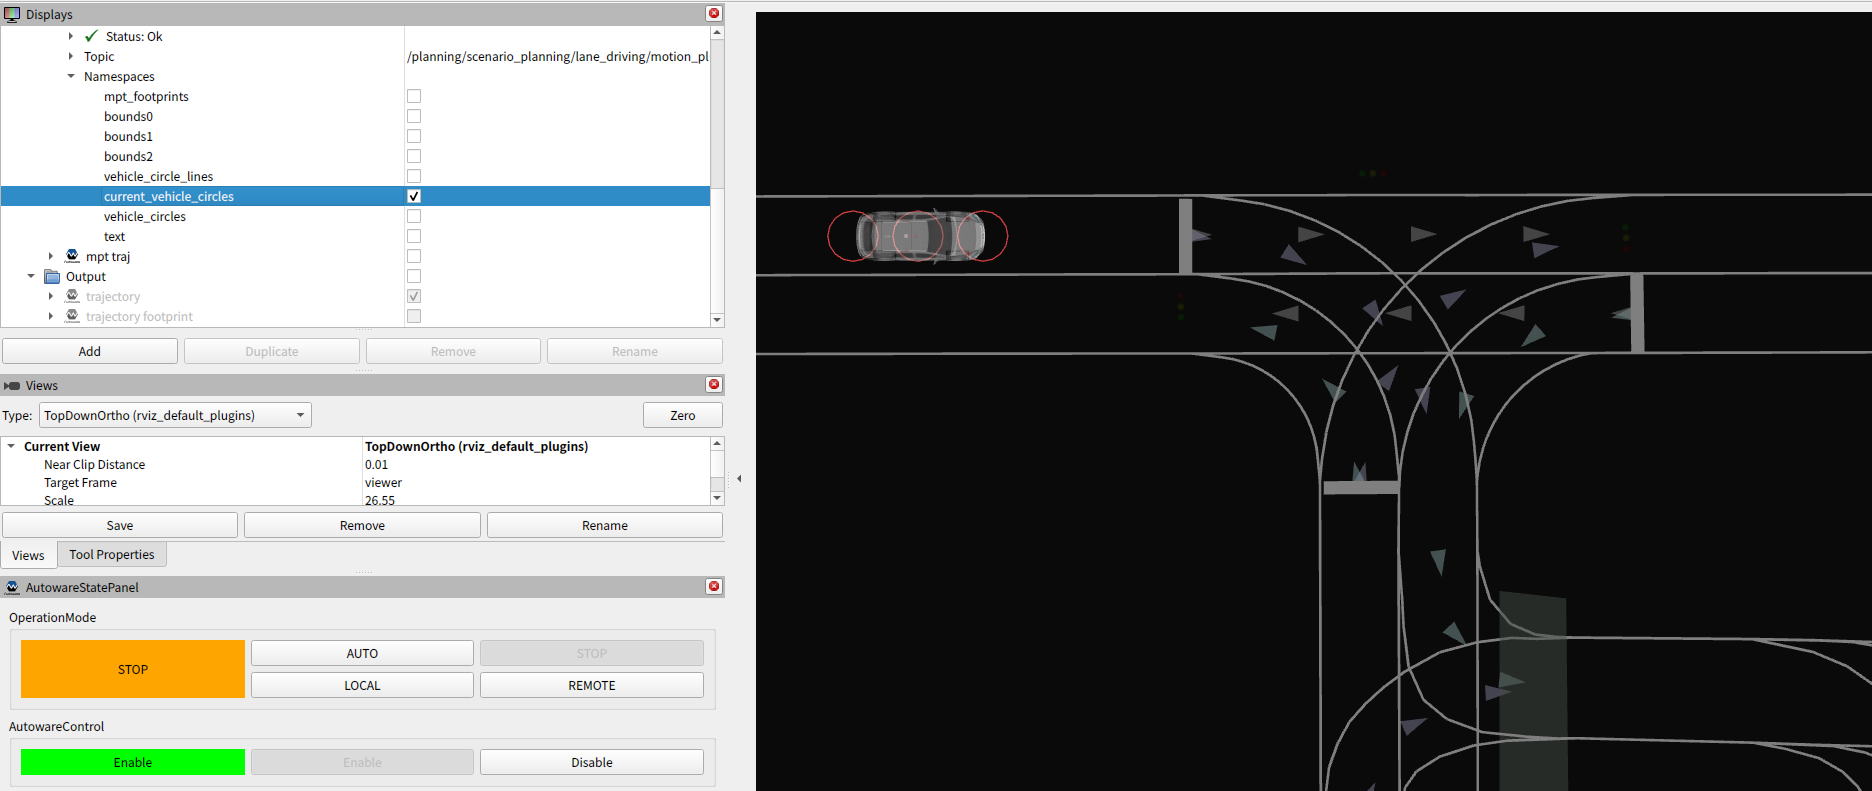 Displays
Status: Ok
Topic /planning/scenario_planning/lane_driving/motion_pl
Namespaces
mpt_footprints
bounds0
bounds1
bounds2
vehicle_circle_lines
current_vehicle_circles
vehicle_circles
text
mpt traj
Output
trajectory
trajectory footprint
Add Duplicate Remove Rename
Views
Type: TopDownOrtho (rviz_default_plugins) Zero
Current View TopDownOrtho (rviz_default_plugins)
Near Clip Distance 0.01
Target Frame viewer
Scale 26.55
Save Remove Rename
Views Tool Properties
AutowareStatePanel
OperationMode
STOP AUTO STOP
LOCAL REMOTE
AutowareControl
Enable Enable Disable